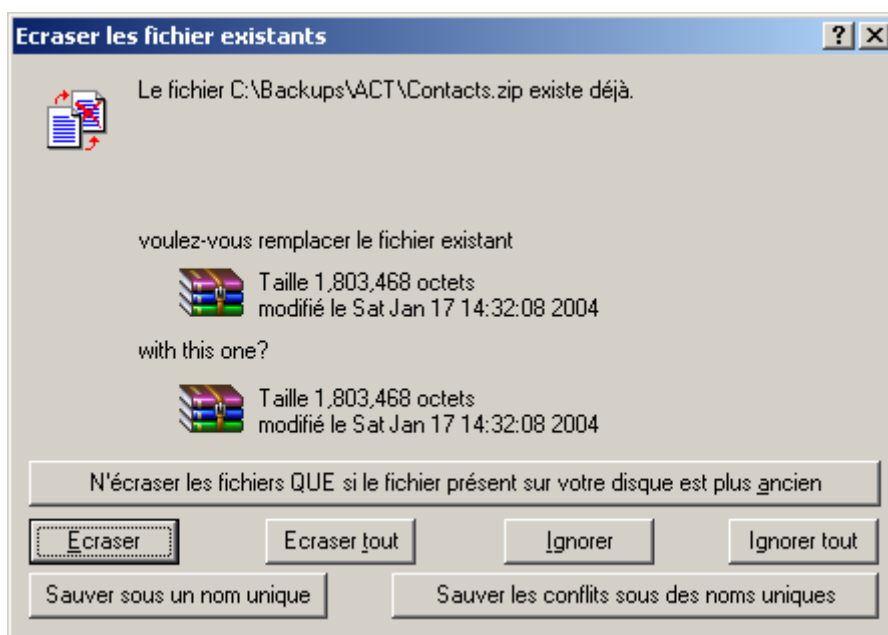 Ecraser les fichier existants
Le fichier C:\Backups\ACT\Contacts.zip existe déjà.
voulez-vous remplacer le fichier existant
Taille 1,803,468 octets
modifié le Sat Jan 17 14:32:08 2004
with this one?
Taille 1,803,468 octets
modifié le Sat Jan 17 14:32:08 2004
N'écraser les fichiers QUE si le fichier présent sur votre disque est plus ancien
Ecraser
Ecraser tout
Ignorer
Ignorer tout
Sauver sous un nom unique
Sauver les conflits sous des noms uniques